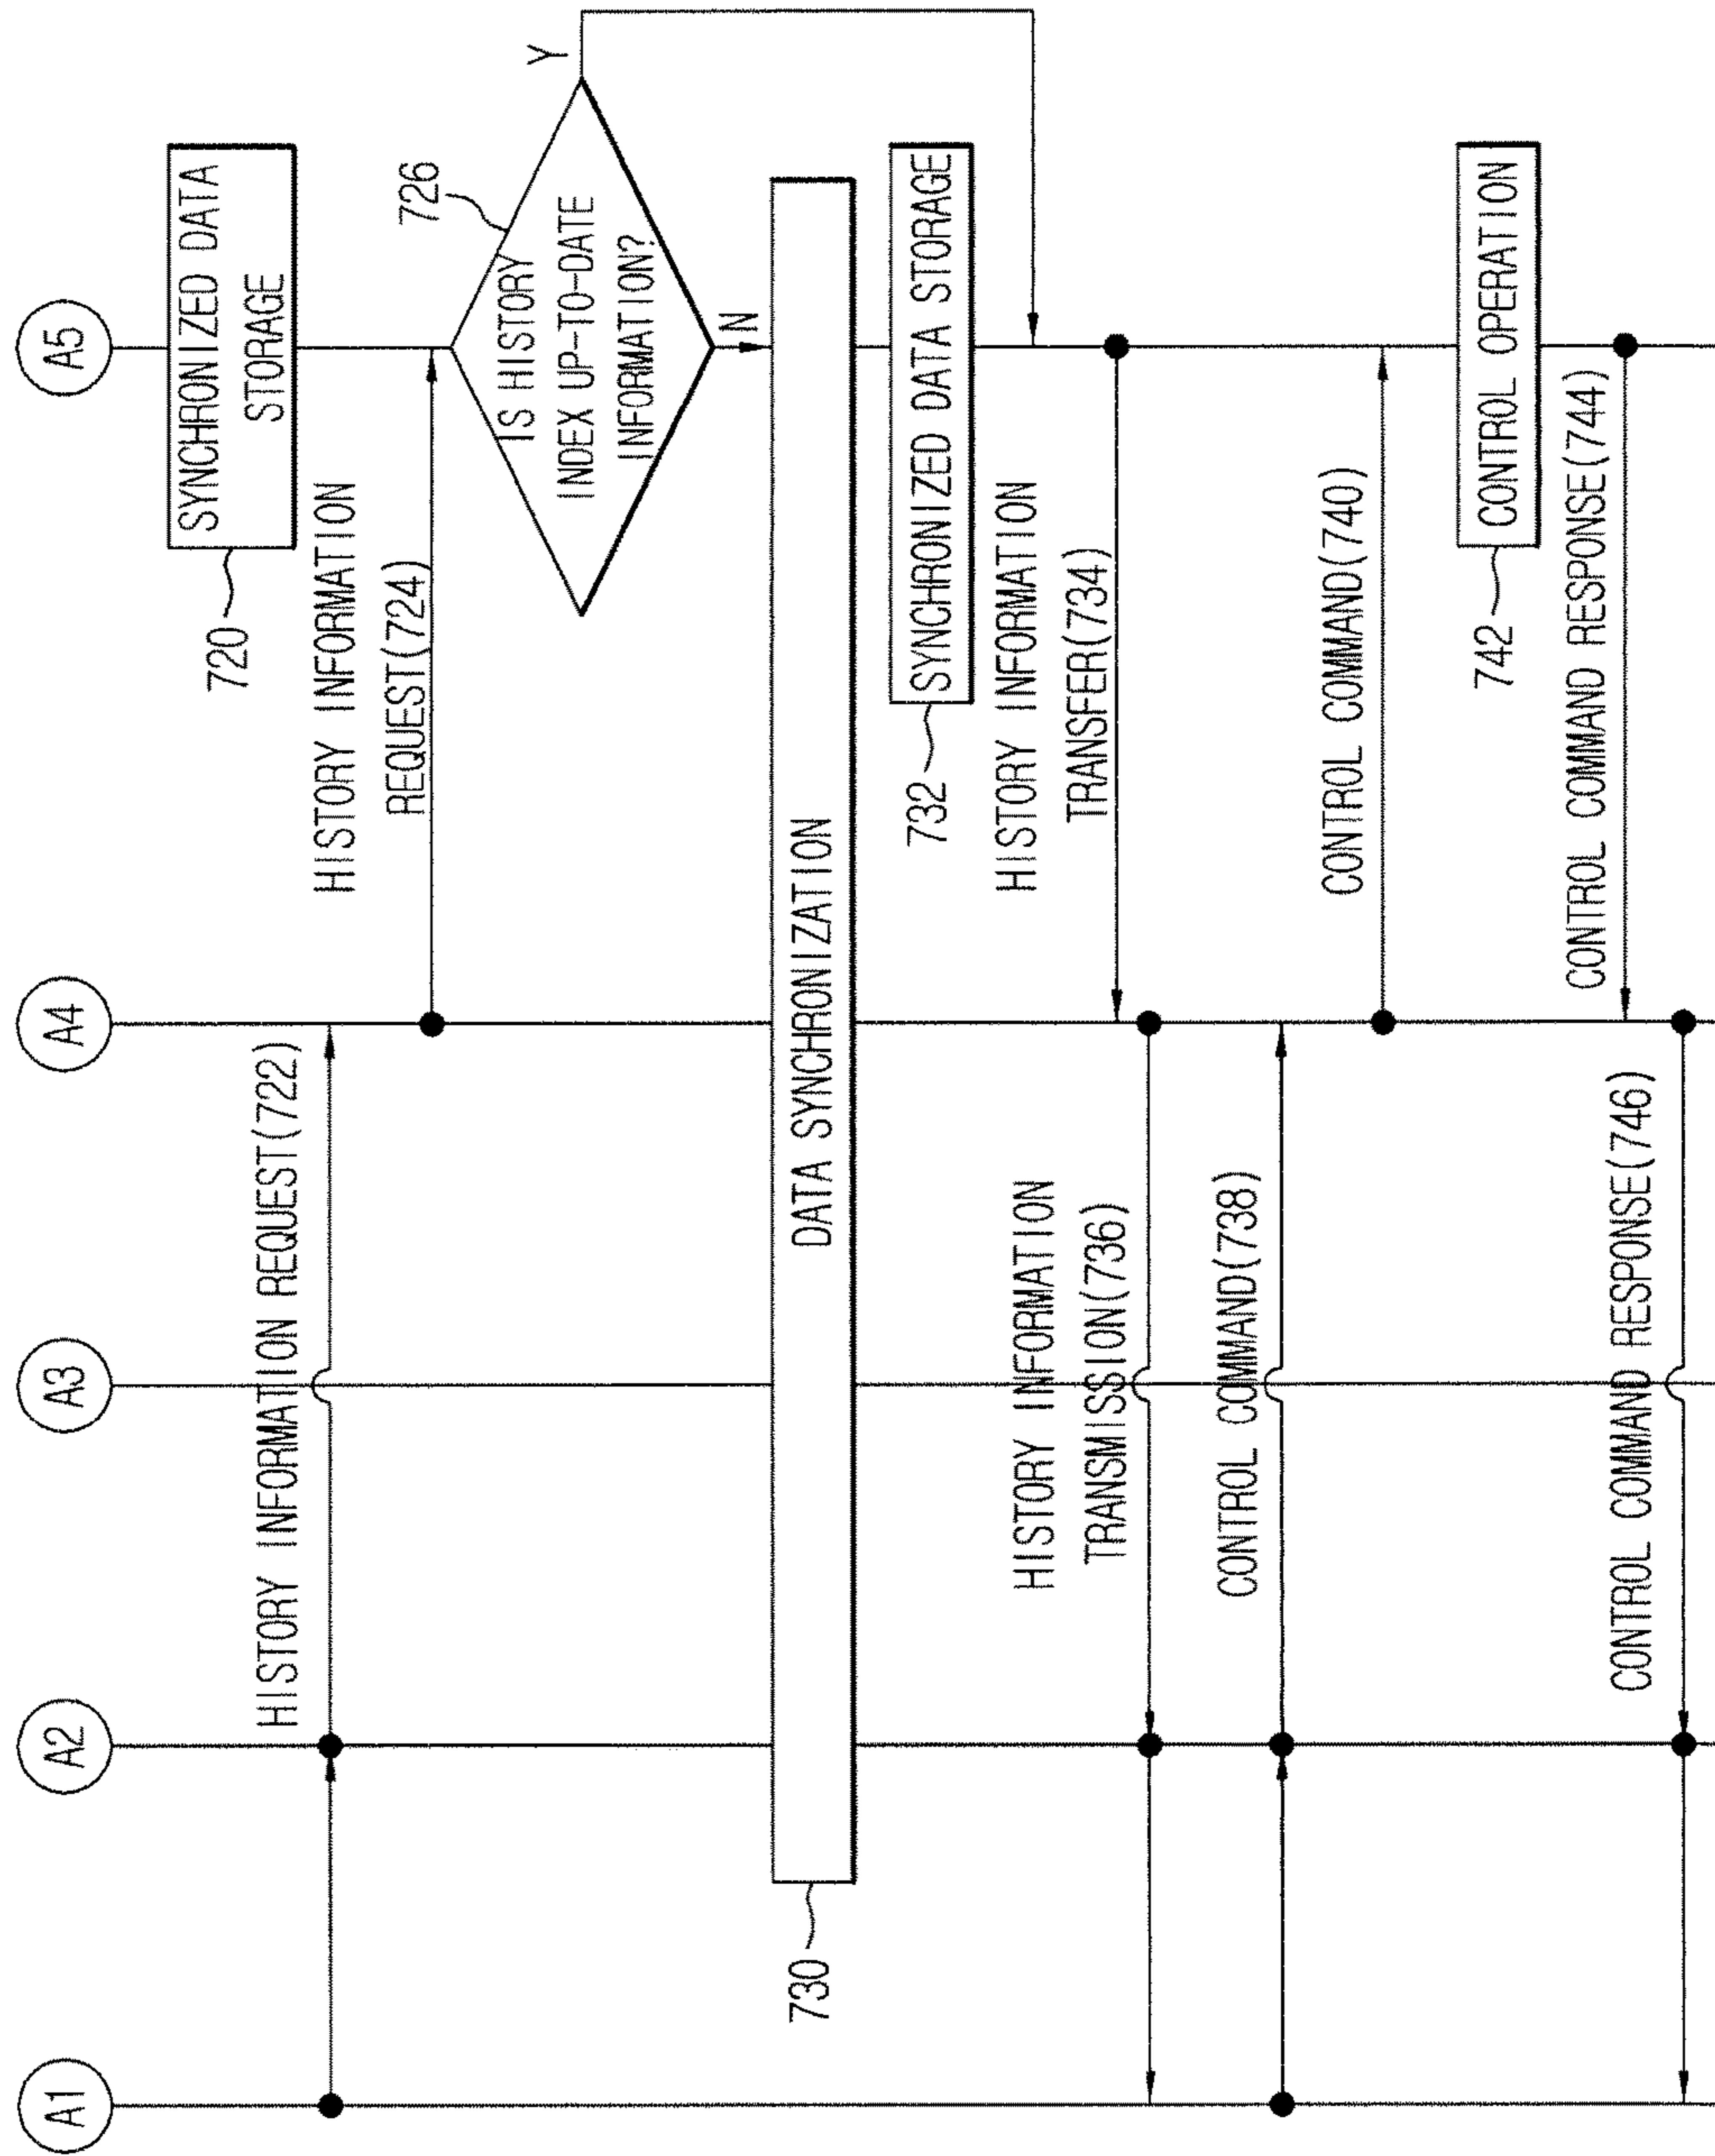 A1
A2
A3
A4
A5
SYNCHRONIZED DATA
STORAGE
720
HISTORY INFORMATION REQUEST(722)
HISTORY INFORMATION
REQUEST(724)
726
IS HISTORY
INDEX UP-TO-DATE
INFORMATION?
Y
N
730
DATA SYNCHRONIZATION
SYNCHRONIZED DATA STORAGE
732
HISTORY INFORMATION
TRANSFER(734)
HISTORY INFORMATION
TRANSMISSION(736)
CONTROL COMMAND(738)
CONTROL COMMAND(740)
CONTROL OPERATION
742
CONTROL COMMAND RESPONSE(744)
CONTROL COMMAND RESPONSE(746)